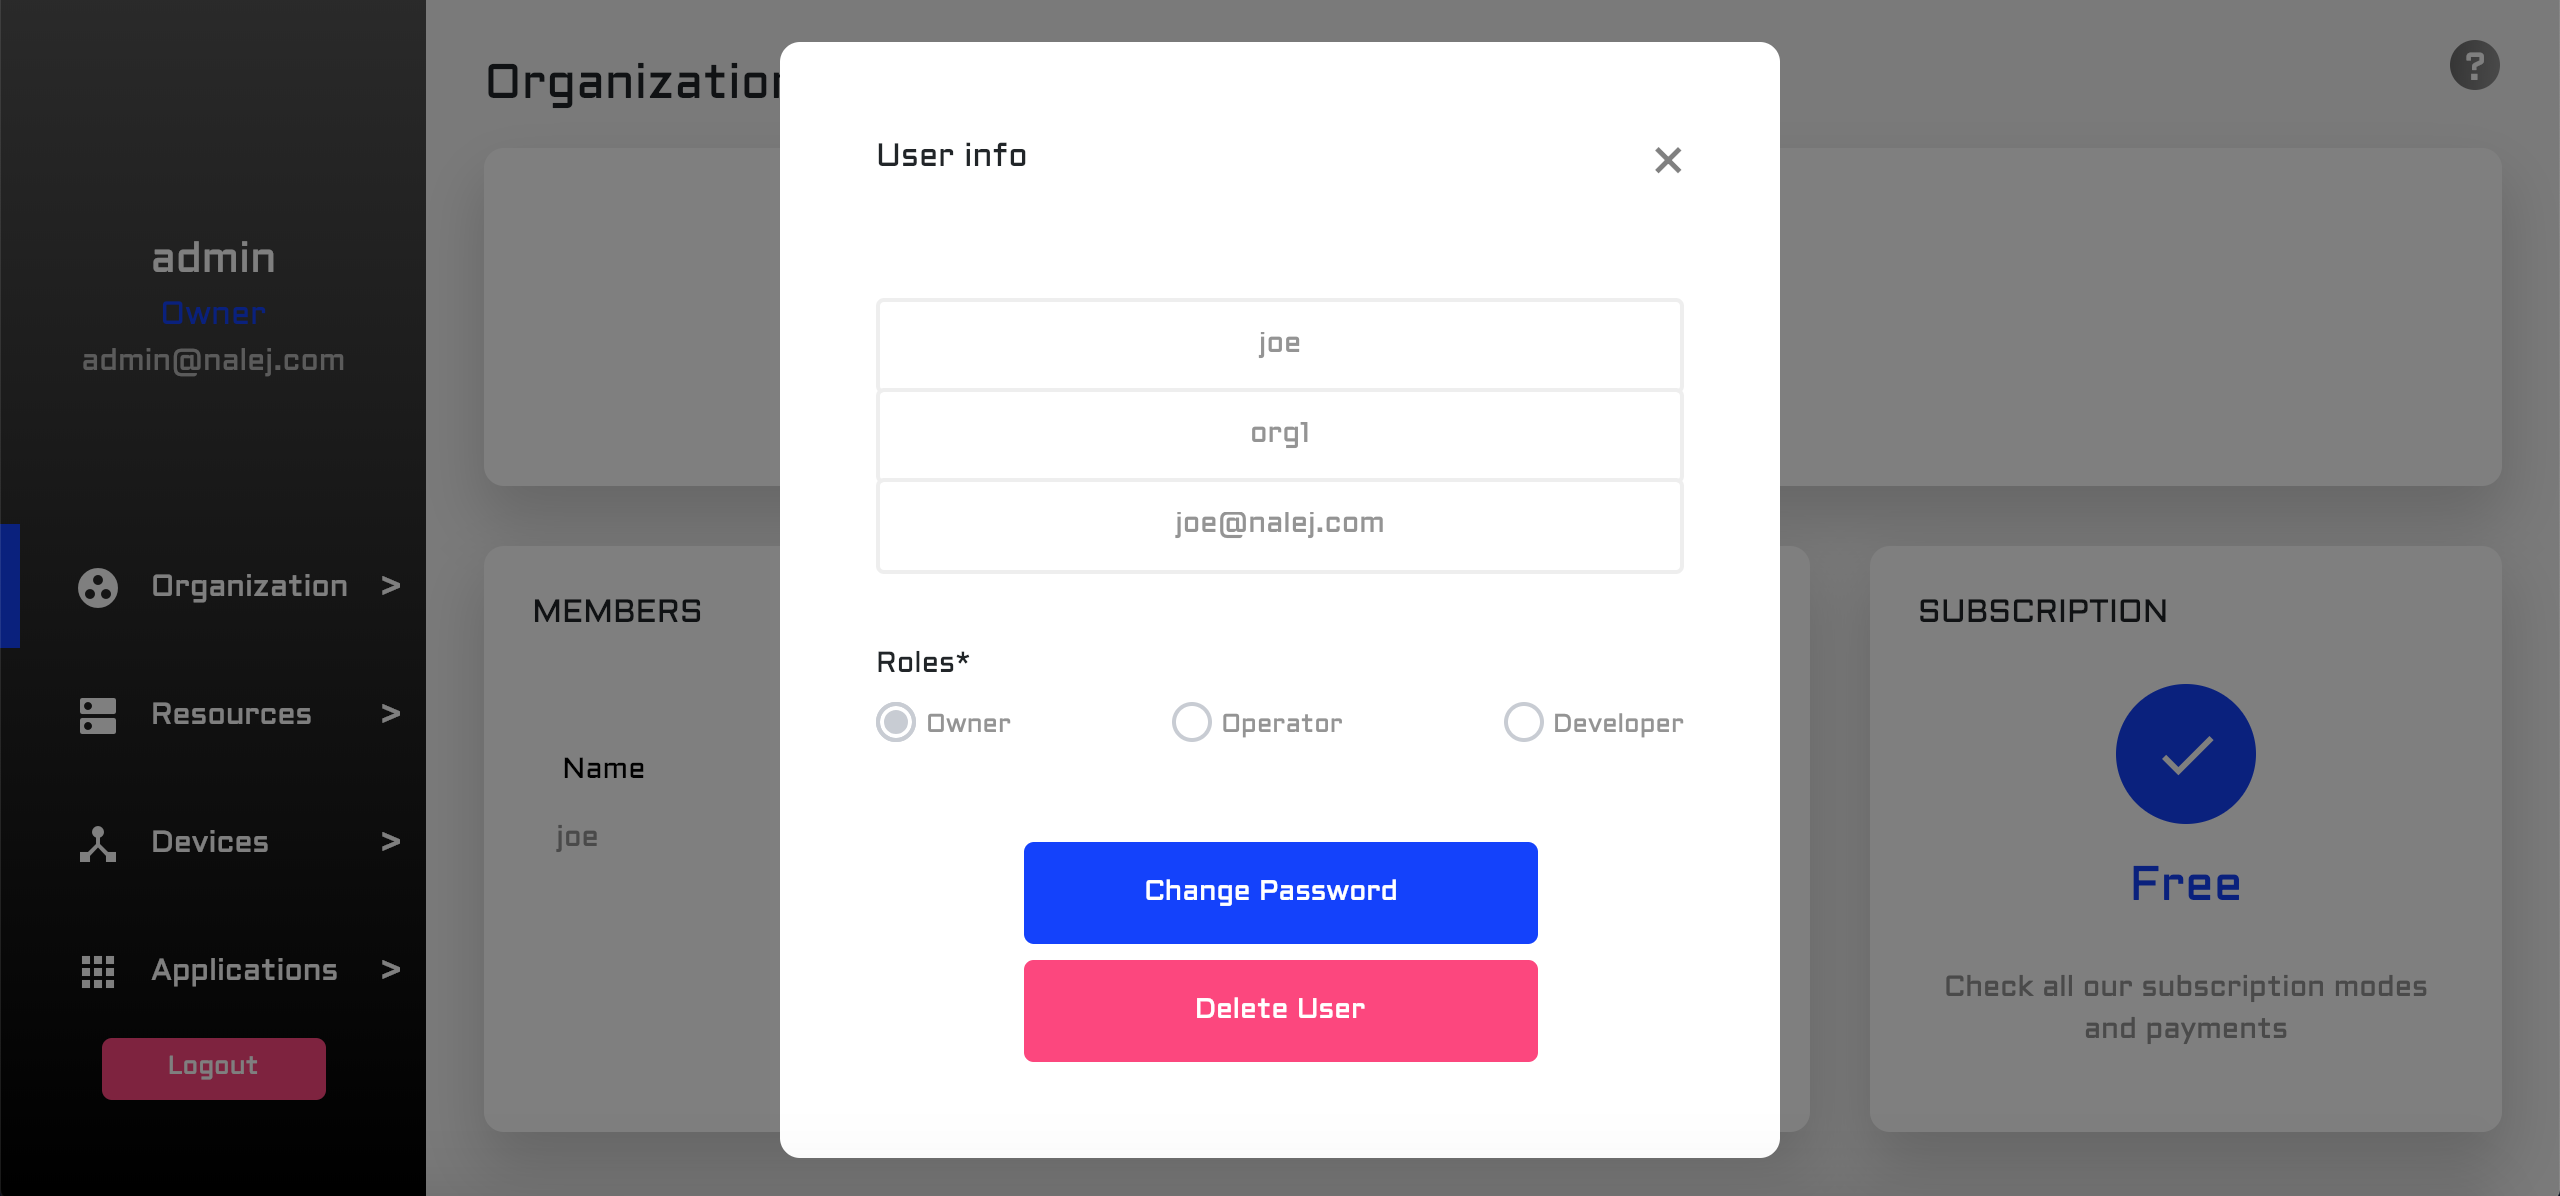 admin
Owner
admin@nalej.com
Organization >
Resources >
Devices >
Applications >
Logout
?
MEMBERS
Name
joe
User info
joe
org1
joe@nalej.com
Roles*
Owner Operator Developer
Change Password
Delete User
SUBSCRIPTION
Free
Check all our subscription modes
and payments